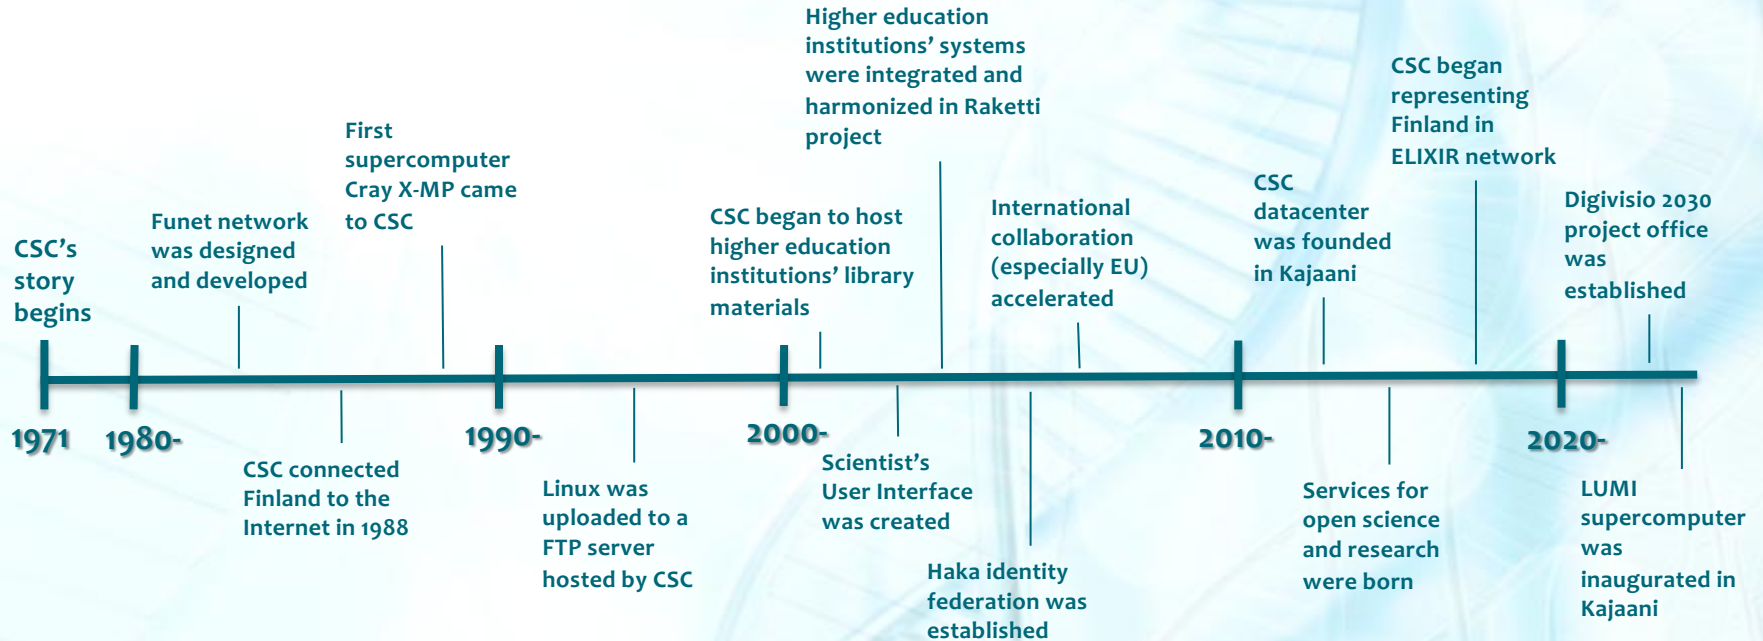 CSC's
story
begins
Funet network
was designed
and developed
First
supercomputer
Cray X-MP came
to CSC
CSC began to host
higher education
institutions' library
materials
Higher education
institutions' systems
were integrated and
harmonized in Raketti
project
International
collaboration
(especially EU)
accelerated
CSC
datacenter
was founded
in Kajaani
CSC began
representing
Finland in
ELIXIR network
Digivisio 2030
project office
was
established
1971
1980-
1990-
2000-
2010-
2020-
CSC connected
Finland to the
Internet in 1988
Linux was
uploaded to a
FTP server
hosted by CSC
Scientist's
User Interface
was created
Haka identity
federation was
established
Services for
open science
and research
were born
LUMI
supercomputer
was
inaugurated in
Kajaani